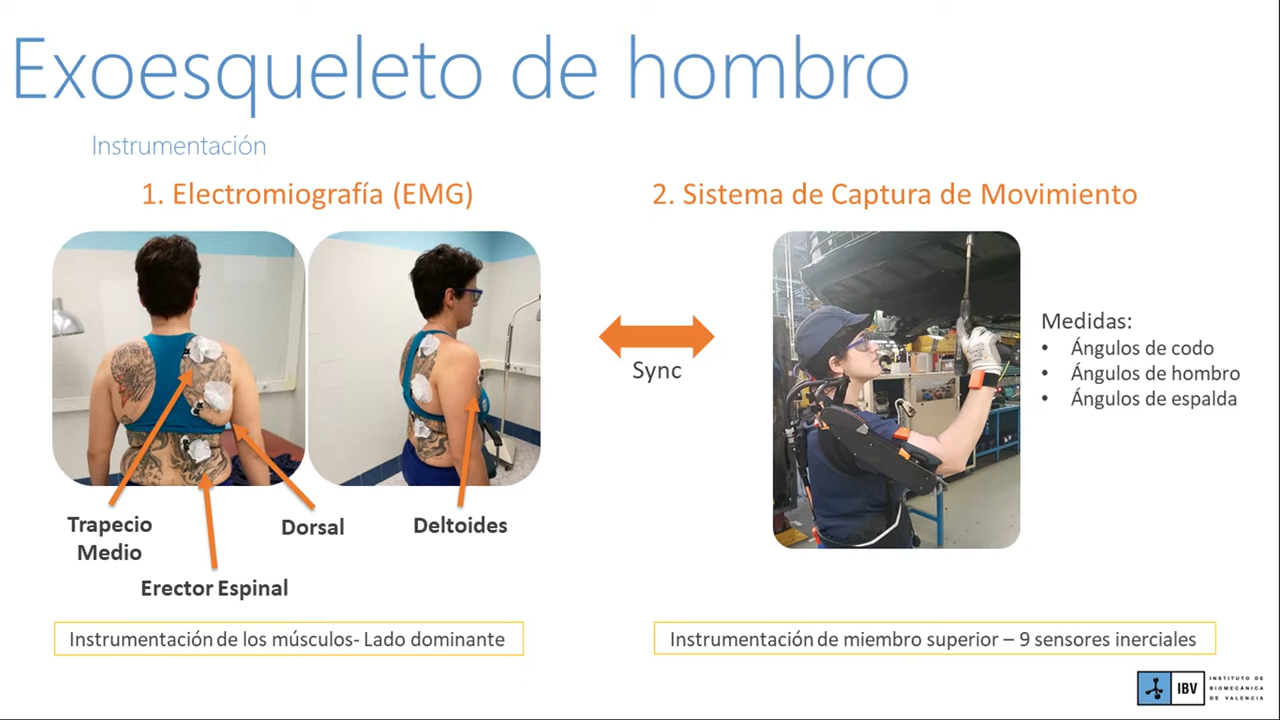 Exoesqueleto de hombro
Instrumentación
1. Electromiografía (EMG)
2. Sistema de Captura de Movimiento
Sync
Medidas:
• Ángulos de codo
• Ángulos de hombro
• Ángulos de espalda
Trapecio
Medio
Dorsal
Deltoides
Erector Espinal
Instrumentación de los músculos- Lado dominante
Instrumentación de miembro superior – 9 sensores inerciales
IBV
INSTITUTO DE
BIOMECÁNICA
DE VALENCIA